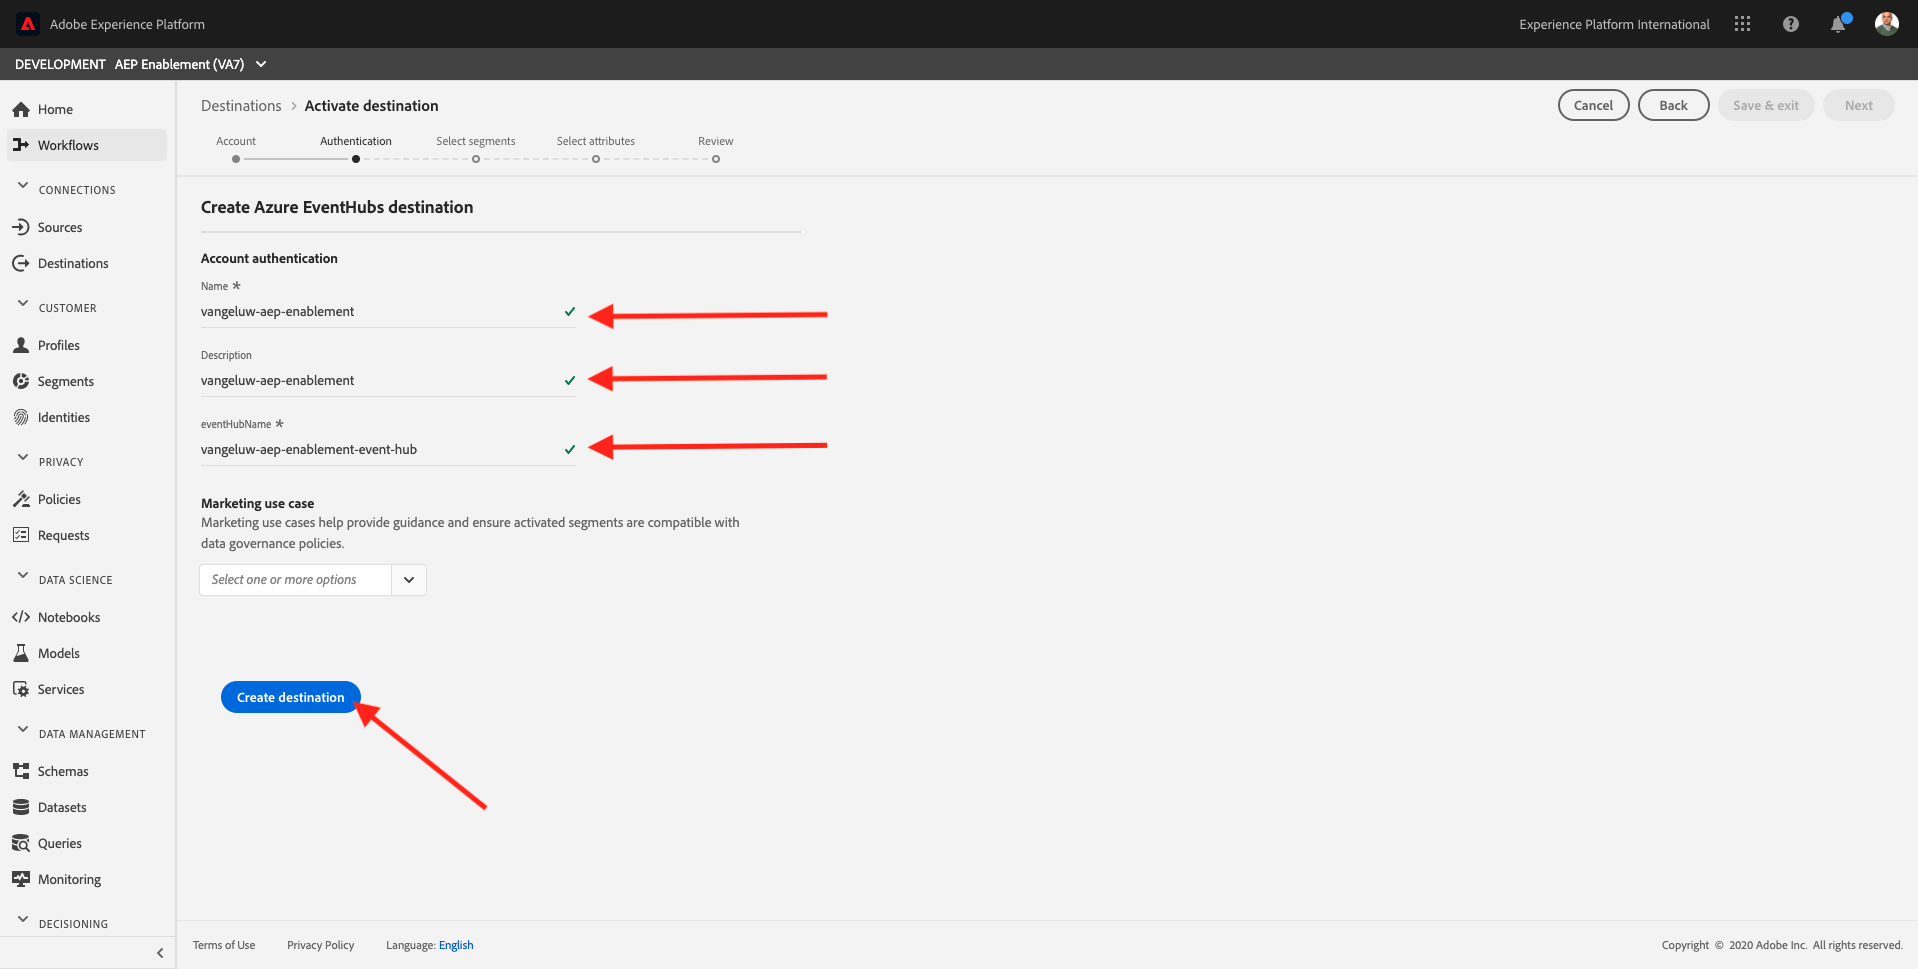 Adobe Experience Platform
Experience Platform International
DEVELOPMENT AEP Enablement (VA7)
Home
Workflows
CONNECTIONS
Sources
Destinations
CUSTOMER
Profiles
Segments
Identities
PRIVACY
Policies
Requests
DATA SCIENCE
Notebooks
Models
Services
DATA MANAGEMENT
Schemas
Datasets
Queries
Monitoring
DECISIONING
Destinations > Activate destination
Cancel
Back
Save & exit
Next
Account
Authentication
Select segments
Select attributes
Review
Create Azure EventHubs destination
Account authentication
Name *
vangeluw-aep-enablement
Description
vangeluw-aep-enablement
eventHubName *
vangeluw-aep-enablement-event-hub
Marketing use case
Marketing use cases help provide guidance and ensure activated segments are compatible with
data governance policies.
Select one or more options
Create destination
Terms of Use
Privacy Policy
Language: English
Copyright © 2020 Adobe Inc. All rights reserved.